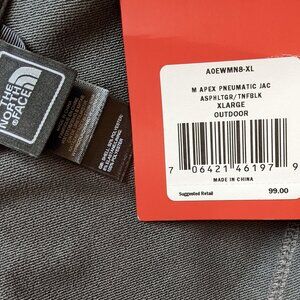 THE
NORTH
FACE
A0EWMN8-XL
M APEX PNEUMATIC JAC
ASPHLTGR/TNFBLK
XLARGE
OUTDOOR
7 06421 46197 9
MADE IN CHINA
Suggested Retail 99.00